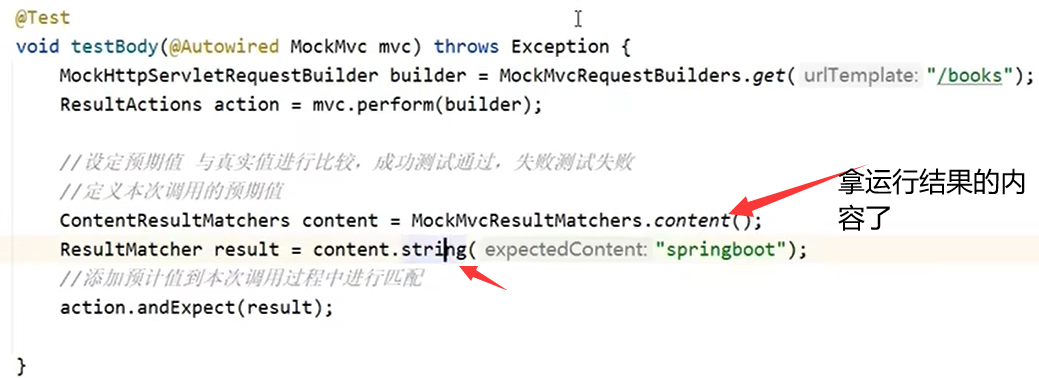 @Test
void testBody(@Autowired MockMvc mvc) throws Exception {
MockHttpServletRequestBuilder builder = MockMvcRequestBuilders.get( urlTemplate: "/books");
ResultActions action = mvc.perform(builder);
//设定预期值 与真实值进行比较，成功测试通过，失败测试失败
//定义本次调用的预期值
ContentResultMatchers content = MockMvcResultMatchers.content();
拿运行结果的内
容了
ResultMatcher result = content.string( expectedContent: "springboot");
//添加预计值到本次调用过程中进行匹配
action.andExpect(result);
}